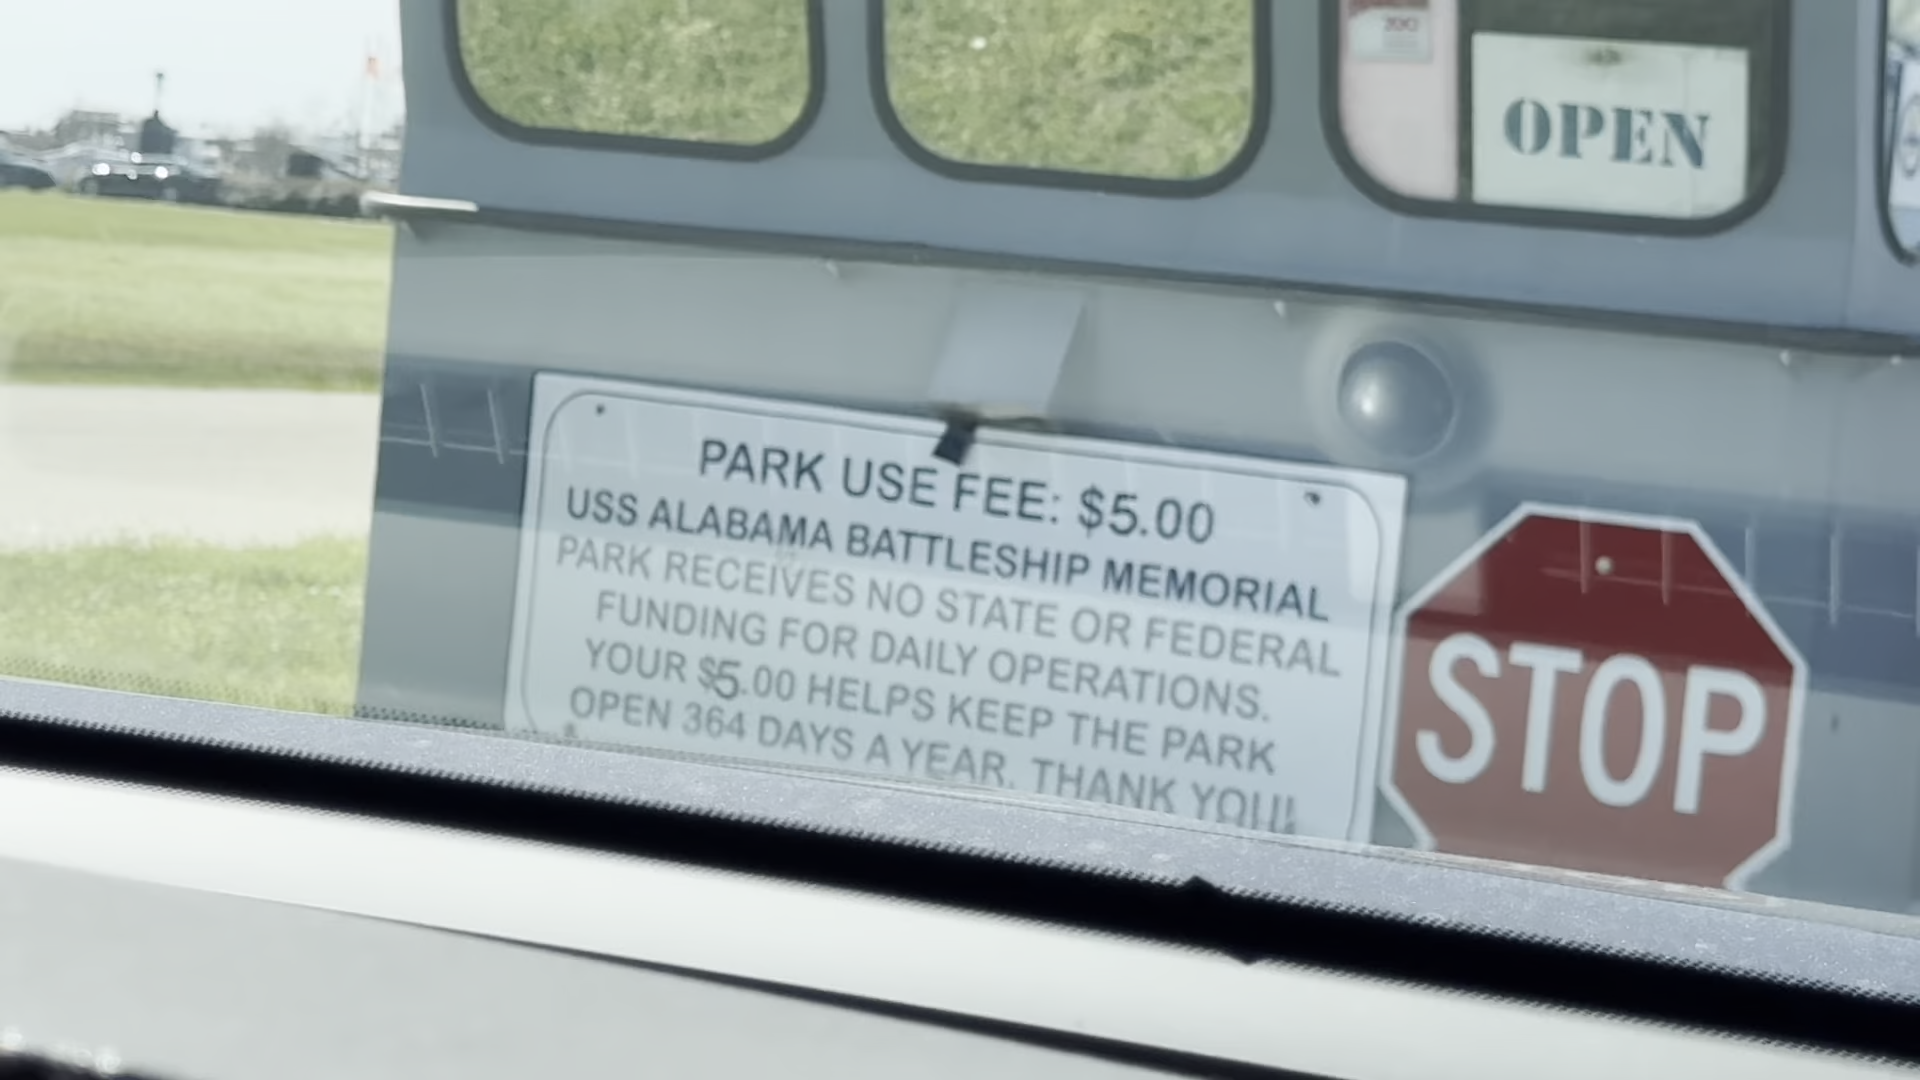 OPEN
PARK USE FEE: $5.00
USS ALABAMA BATTLESHIP MEMORIAL
PARK RECEIVES NO STATE OR FEDERAL
FUNDING FOR DAILY OPERATIONS.
YOUR $5.00 HELPS KEEP THE PARK
OPEN 364 DAYS A YEAR. THANK YOU!
STOP